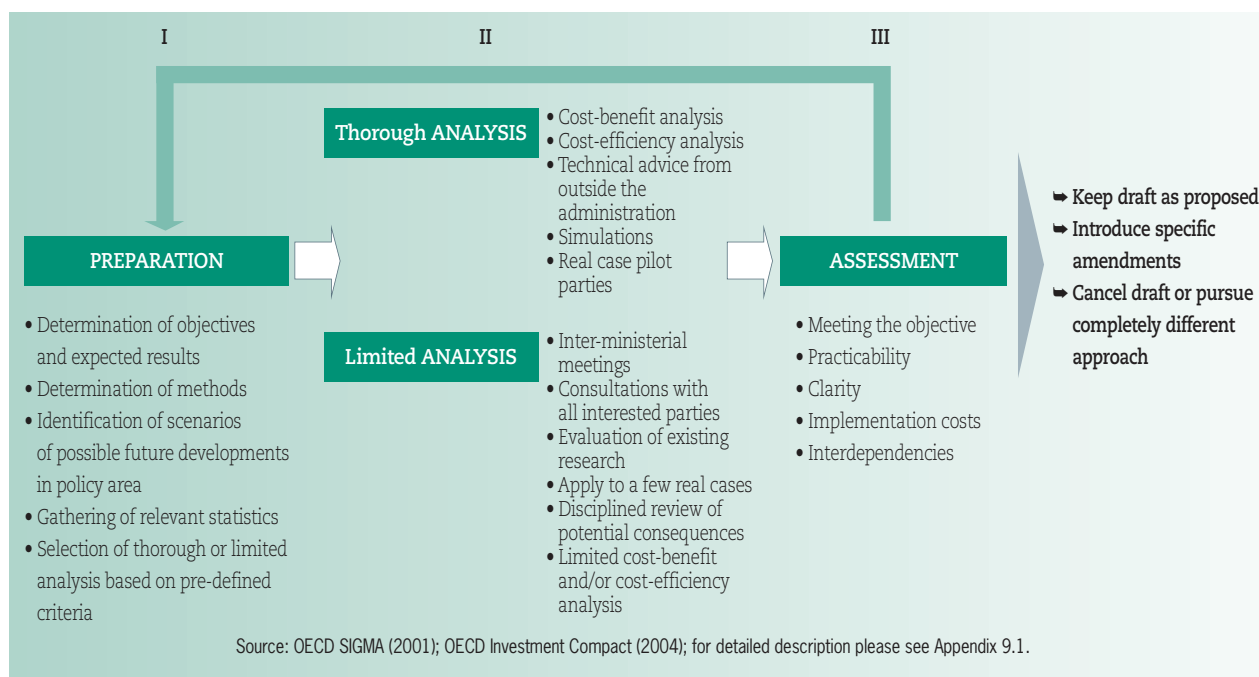 I
II
III
Thorough ANALYSIS
• Cost-benefit analysis
• Cost-efficiency analysis
• Technical advice from
outside the
administration
• Simulations
• Real case pilot
parties
PREPARATION
• Determination of objectives
and expected results
• Determination of methods
• Identification of scenarios
of possible future developments
in policy area
• Gathering of relevant statistics
• Selection of thorough or limited
analysis based on pre-defined
criteria
Limited ANALYSIS
• Inter-ministerial
meetings
• Consultations with
all interested parties
• Evaluation of existing
research
• Apply to a few real cases
• Disciplined review of
potential consequences
• Limited cost-benefit
and/or cost-efficiency
analysis
ASSESSMENT
• Meeting the objective
• Practicability
• Clarity
• Implementation costs
• Interdependencies
➥ Keep draft as proposed
➥ Introduce specific
amendments
➥ Cancel draft or pursue
completely different
approach
Source: OECD SIGMA (2001); OECD Investment Compact (2004); for detailed description please see Appendix 9.1.